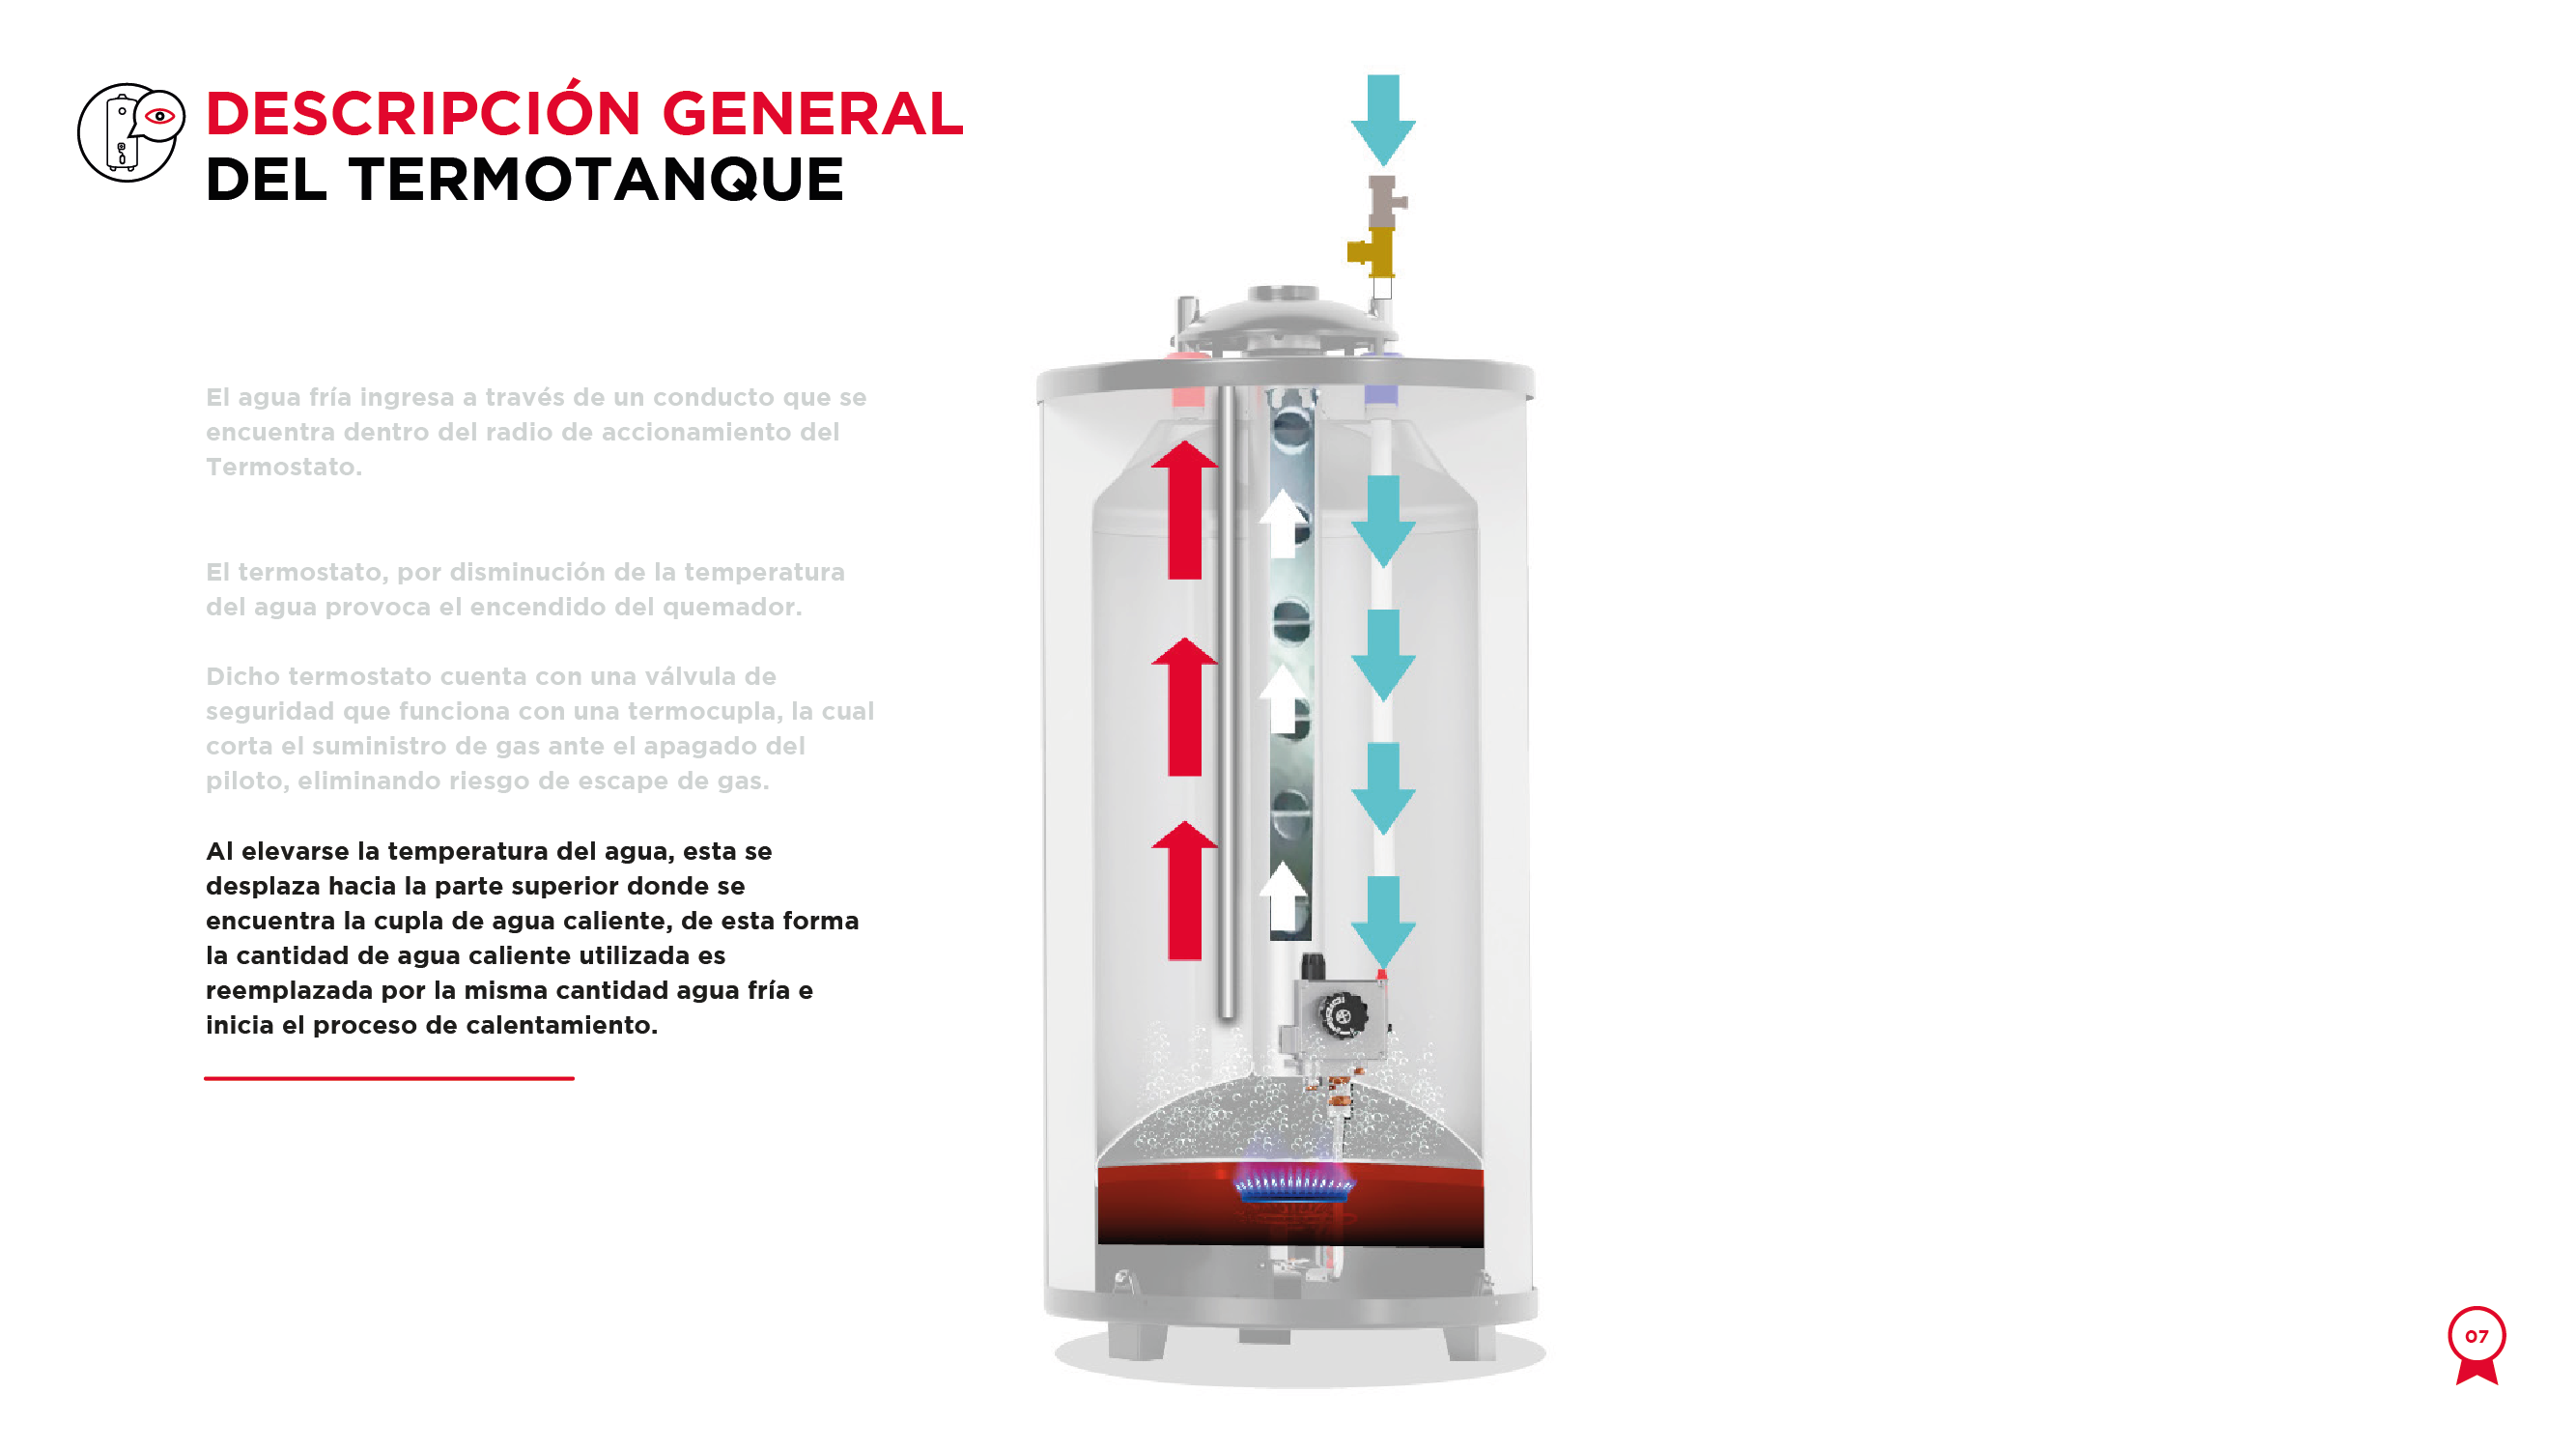 DESCRIPCIÓN GENERAL
DEL TERMOTANQUE
El agua fría ingresa a través de un conducto que se
encuentra dentro del radio de accionamiento del
Termostato.
El termostato, por disminución de la temperatura
del agua provoca el encendido del quemador.
Dicho termostato cuenta con una válvula de
seguridad que funciona con una termocupla, la cual
corta el suministro de gas ante el apagado del
piloto, eliminando riesgo de escape de gas.
Al elevarse la temperatura del agua, esta se
desplaza hacia la parte superior donde se
encuentra la cupla de agua caliente, de esta forma
la cantidad de agua caliente utilizada es
reemplazada por la misma cantidad agua fría e
inicia el proceso de calentamiento.
07